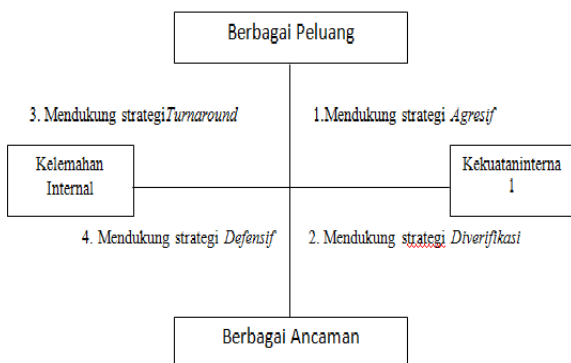 Berbagai Peluang
3. Mendukung strategiTurnaround
1.Mendukung strategi Agresif
Kelemahan
Internal
Kekuataninterna
1
4. Mendukung strategi Defensif
2. Mendukung strategi Diverifikasi
Berbagai Ancaman